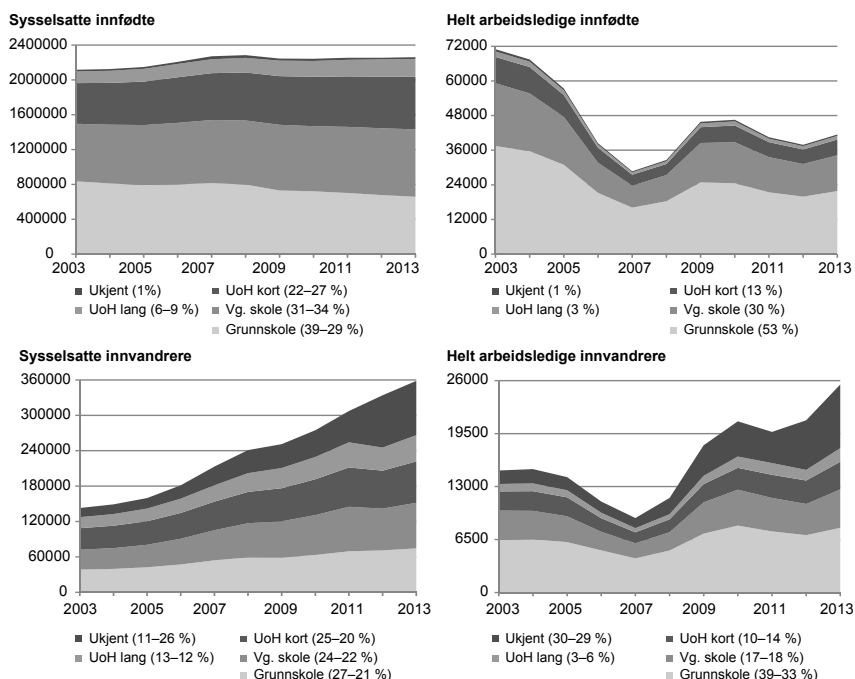 Sysselsatte innfødte
2400000
2000000
1600000
1200000
800000
400000
0
2003 2005 2007 2009 2011 2013
Ukjent (1%) UoH kort (22–27 %)
UoH lang (6–9 %) Vg. skole (31–34 %)
Grunnskole (39–29 %)
Helt arbeidsledige innfødte
72000
60000
48000
36000
24000
12000
0
2003 2005 2007 2009 2011 2013
Ukjent (1 %) UoH kort (13 %)
UoH lang (3 %) Vg. skole (30 %)
Grunnskole (53 %)
Sysselsatte innvandrere
360000
300000
240000
180000
120000
60000
0
2003 2005 2007 2009 2011 2013
Ukjent (11–26 %) UoH kort (25–20 %)
UoH lang (13–12 %) Vg. skole (24–22 %)
Grunnskole (27–21 %)
Helt arbeidsledige innvandrere
26000
19500
13000
6500
0
2003 2005 2007 2009 2011 2013
Ukjent (30–29 %) UoH kort (10–14 %)
UoH lang (3–6 %) Vg. skole (17–18 %)
Grunnskole (39–33 %)